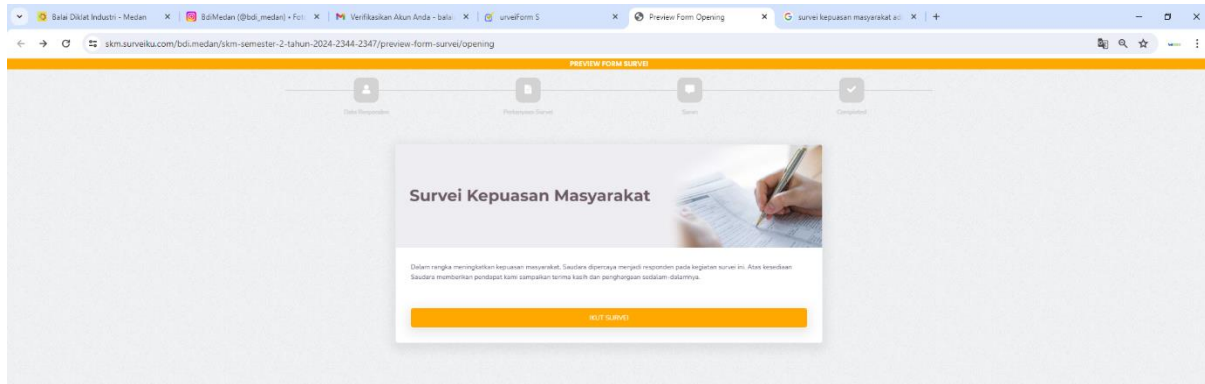 Balai Diklat Industri - Medan
BdiMedan (@bdi_medan) • Fot
Verifikasikan Akun Anda - balai
urveiForm S
Preview Form Opening
survei kepuasan masyarakat ad
skm.surveiku.com/bdi.medan/skm-semester-2-tahun-2024-2344-2347/preview-form-survei/opening
PREVIEW FORM SURVEI
Data Responden
Pertanyaan Survei
Saran
Completed
Survei Kepuasan Masyarakat
Dalam rangka meningkatkan kepuasan masyarakat, Saudara dipercaya menjadi responden pada kegiatan survei ini. Atas kesediaan
Saudara memberikan pendapat kami sampaikan terima kasih dan penghargaan sedalam-dalamnya.
IKUT SURVEI